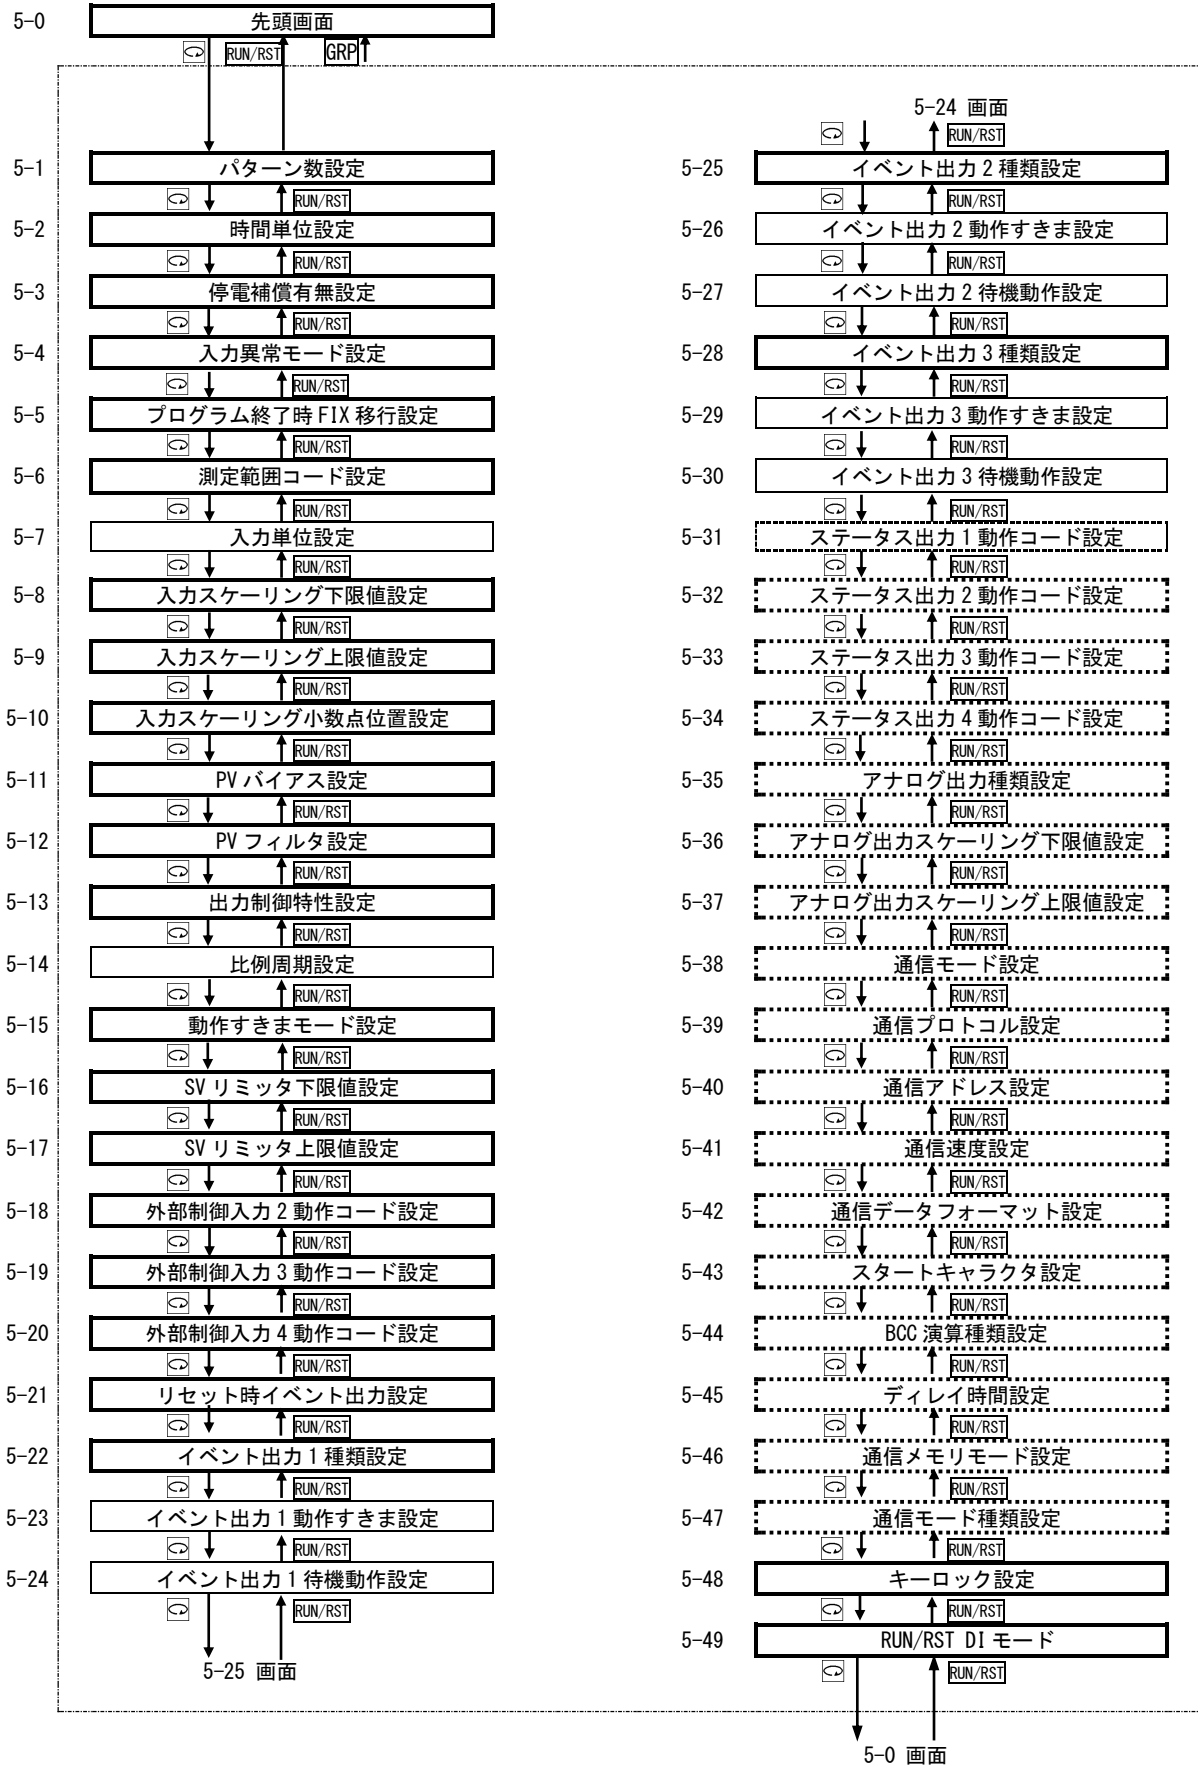 5-0 先頭画面
RUN/RST GRP
5-1 パターン数設定
RUN/RST
5-2 時間単位設定
RUN/RST
5-3 停電補償有無設定
RUN/RST
5-4 入力異常モード設定
RUN/RST
5-5 プログラム終了時 FIX 移行設定
RUN/RST
5-6 測定範囲コード設定
RUN/RST
5-7 入力単位設定
RUN/RST
5-8 入力スケーリング下限値設定
RUN/RST
5-9 入力スケーリング上限値設定
RUN/RST
5-10 入力スケーリング小数点位置設定
RUN/RST
5-11 PV バイアス設定
RUN/RST
5-12 PV フィルタ設定
RUN/RST
5-13 出力制御特性設定
RUN/RST
5-14 比例周期設定
RUN/RST
5-15 動作すきまモード設定
RUN/RST
5-16 SV リミッタ下限値設定
RUN/RST
5-17 SV リミッタ上限値設定
RUN/RST
5-18 外部制御入力 2 動作コード設定
RUN/RST
5-19 外部制御入力 3 動作コード設定
RUN/RST
5-20 外部制御入力 4 動作コード設定
RUN/RST
5-21 リセット時イベント出力設定
RUN/RST
5-22 イベント出力 1 種類設定
RUN/RST
5-23 イベント出力 1 動作すきま設定
RUN/RST
5-24 イベント出力 1 待機動作設定
RUN/RST
5-25 画面
5-24 画面
RUN/RST
5-25 イベント出力 2 種類設定
RUN/RST
5-26 イベント出力 2 動作すきま設定
RUN/RST
5-27 イベント出力 2 待機動作設定
RUN/RST
5-28 イベント出力 3 種類設定
RUN/RST
5-29 イベント出力 3 動作すきま設定
RUN/RST
5-30 イベント出力 3 待機動作設定
RUN/RST
5-31 ステータス出力 1 動作コード設定
RUN/RST
5-32 ステータス出力 2 動作コード設定
RUN/RST
5-33 ステータス出力 3 動作コード設定
RUN/RST
5-34 ステータス出力 4 動作コード設定
RUN/RST
5-35 アナログ出力種類設定
RUN/RST
5-36 アナログ出力スケーリング下限値設定
RUN/RST
5-37 アナログ出力スケーリング上限値設定
RUN/RST
5-38 通信モード設定
RUN/RST
5-39 通信プロトコル設定
RUN/RST
5-40 通信アドレス設定
RUN/RST
5-41 通信速度設定
RUN/RST
5-42 通信データフォーマット設定
RUN/RST
5-43 スタートキャラクタ設定
RUN/RST
5-44 BCC 演算種類設定
RUN/RST
5-45 ディレイ時間設定
RUN/RST
5-46 通信メモリモード設定
RUN/RST
5-47 通信モード種類設定
RUN/RST
5-48 キーロック設定
RUN/RST
5-49 RUN/RST DI モード
RUN/RST
5-0 画面